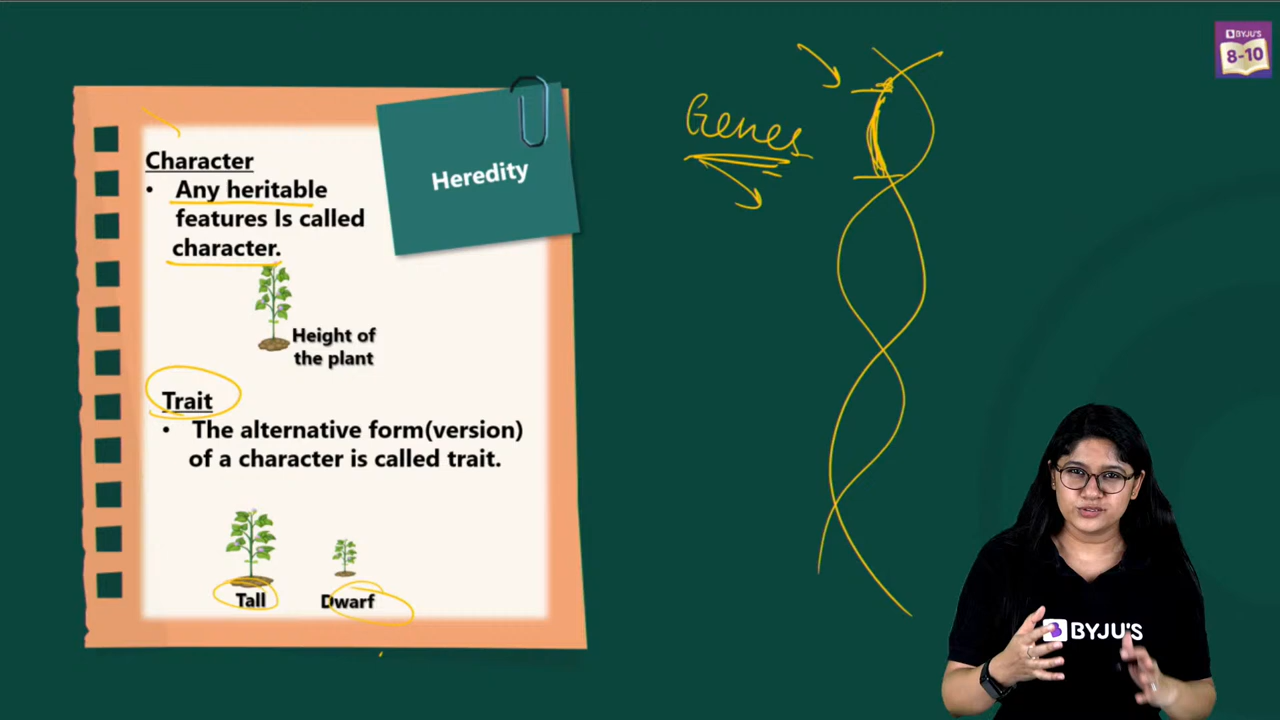 BYJU'S
8-10
Genes
Heredity
Character
• Any heritable
features Is called
character.
Height of
the plant
Trait
• The alternative form(version)
of a character is called trait.
Tall
Dwarf
BYJU'S